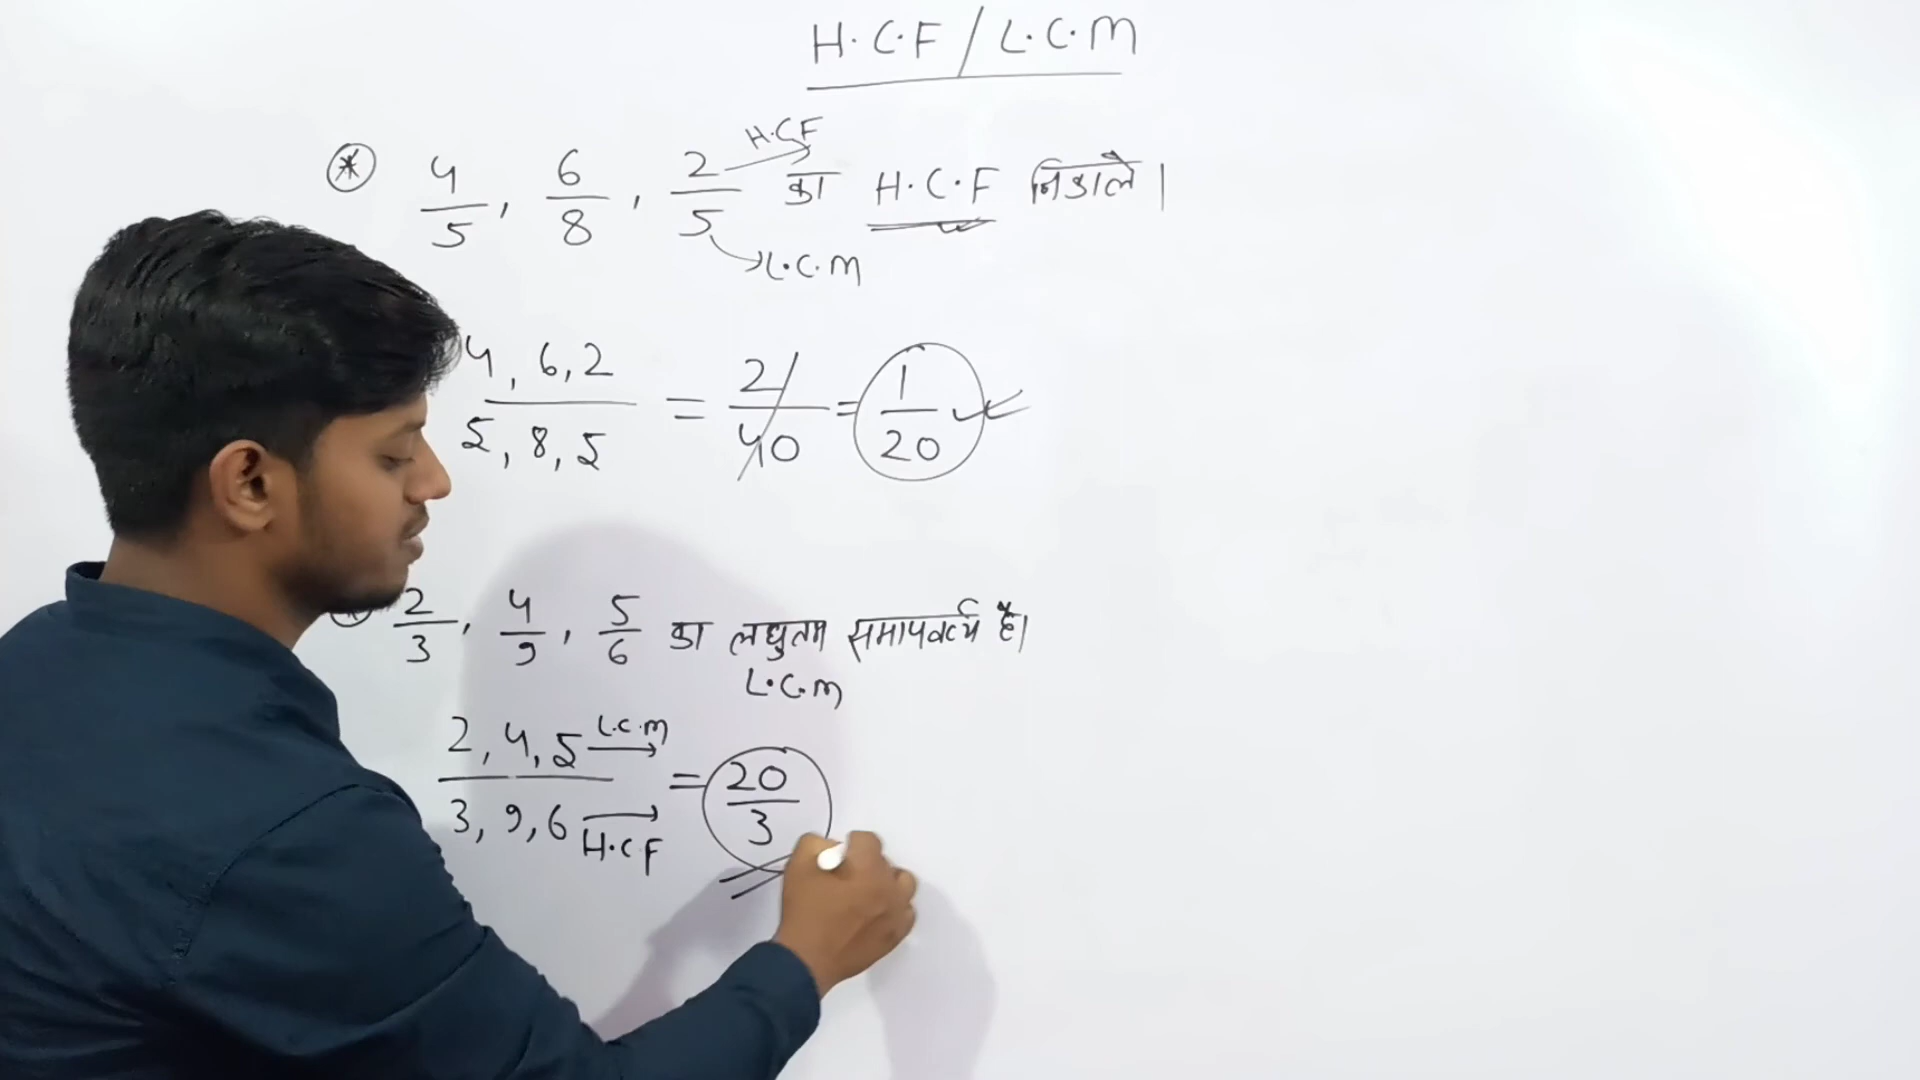 H.C.F / L.C.M
H.C.F
4/5, 6/8, 2/5 का H.C.F निकाले।
L.C.M
4, 6, 2 / 5, 8, 5 = 2/40 = 1/20
2/3, 4/9, 5/6 का लघुतम समापवर्त्य है।
L.C.M
2, 4, 5 L.C.M
3, 9, 6 H.C.F = 20/3